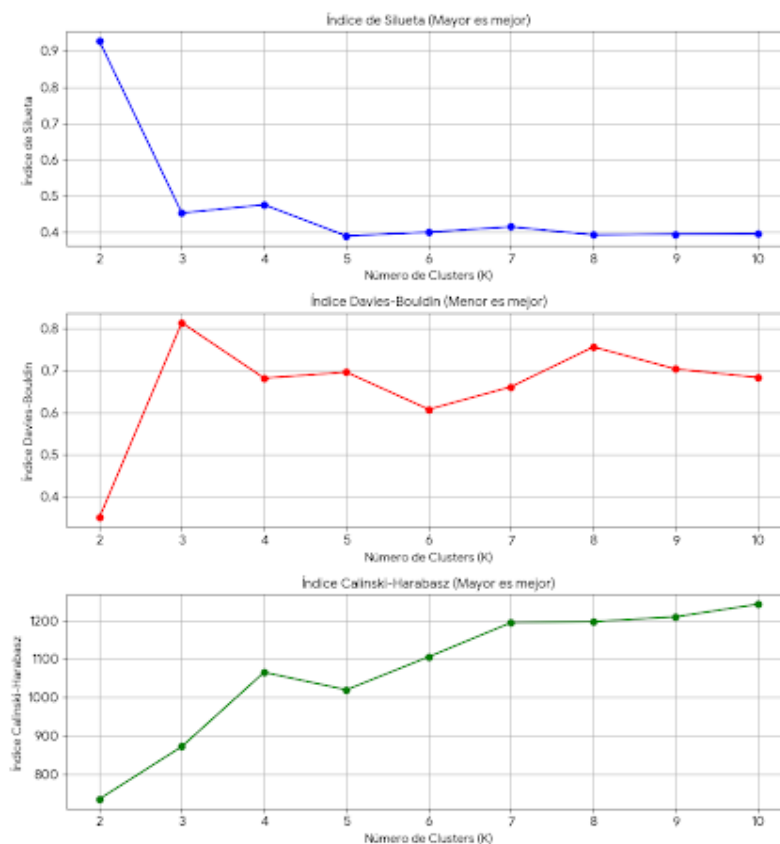 Índice de Silueta (Mayor es mejor)
Índice de Silueta
0.9
0.8
0.7
0.6
0.5
0.4
2 3 4 5 6 7 8 9 10
Número de Clusters (K)
Índice Davies-Bouldin (Menor es mejor)
Índice Davies-Bouldin
0.8
0.7
0.6
0.5
0.4
2 3 4 5 6 7 8 9 10
Número de Clusters (K)
Índice Calinski-Harabasz (Mayor es mejor)
Índice Calinski-Harabasz
1200
1100
1000
900
800
2 3 4 5 6 7 8 9 10
Número de Clusters (K)